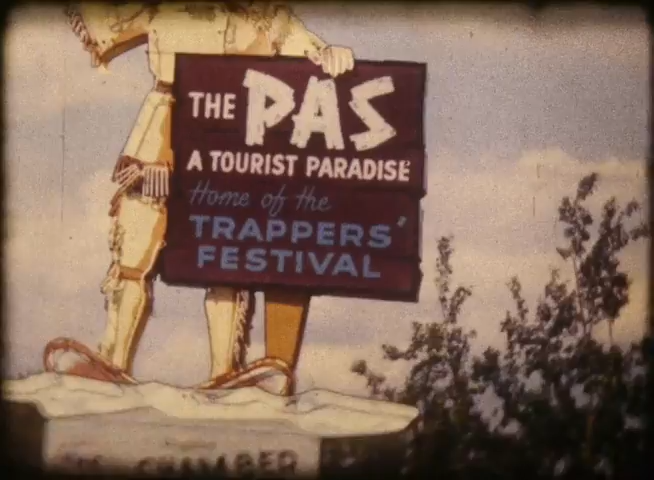 THE PAS
A TOURIST PARADISE
Home of the
TRAPPERS'
FESTIVAL
CHAMBER